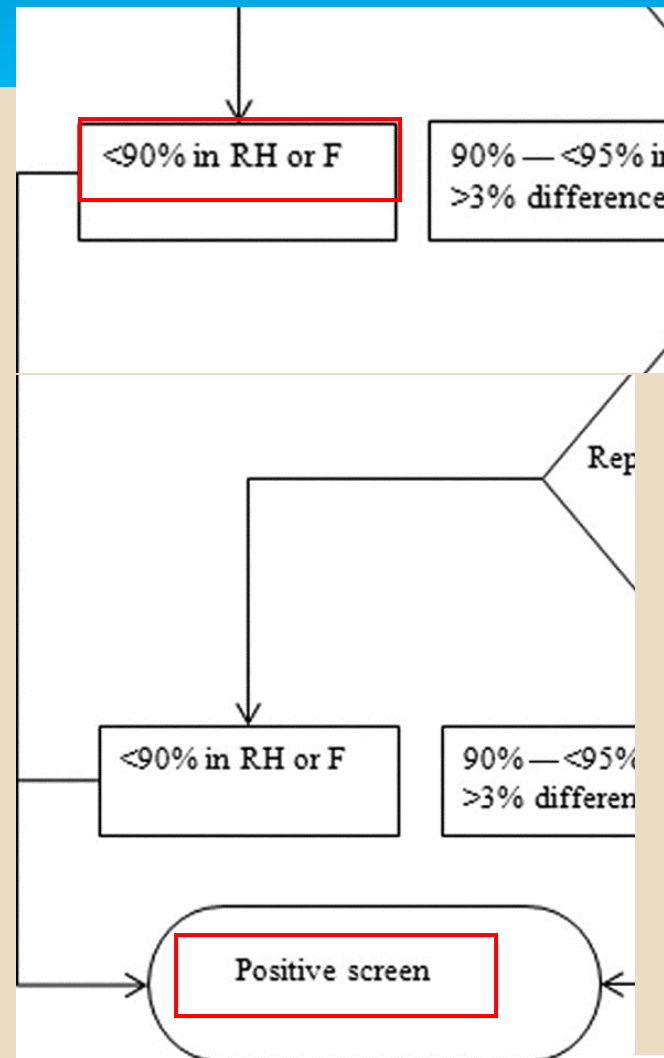 <90% in RH or F
90% — <95% in
>3% difference
Rep
<90% in RH or F
90% — <95%
>3% differen
Positive screen